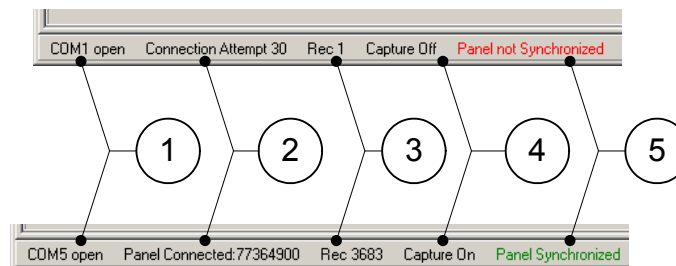 COM1 open Connection Attempt 30 Rec 1 Capture Off Panel not Synchronized
1 2 3 4 5
COM5 open Panel Connected:77364900 Rec 3683 Capture On Panel Synchronized